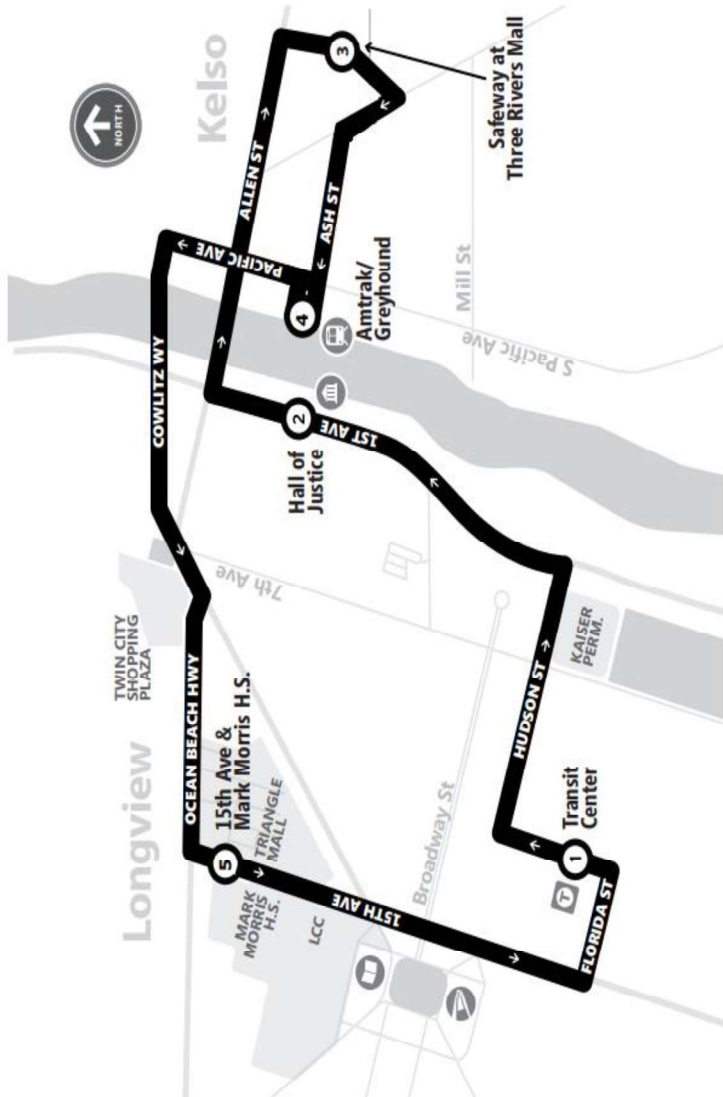 Longview
Kelso
NORTH
TWIN CITY
SHOPPING
PLAZA
COWLITZ WY
OCEAN BEACH HWY
ALLEN ST
PACIFIC AVE
ASH ST
3
Safeway at
Three Rivers Mall
4
Amtrak/
Greyhound
Mill St
S Pacific Ave
2
Hall of
Justice
1ST AVE
7th Ave
5
15th Ave &
Mark Morris H.S.
TRIANGLE
MALL
MARK
MORRIS
H.S.
LCC
15TH AVE
Broadway St
HUDSON ST
KAISER
PERM.
1
Transit
Center
T
FLORIDA ST